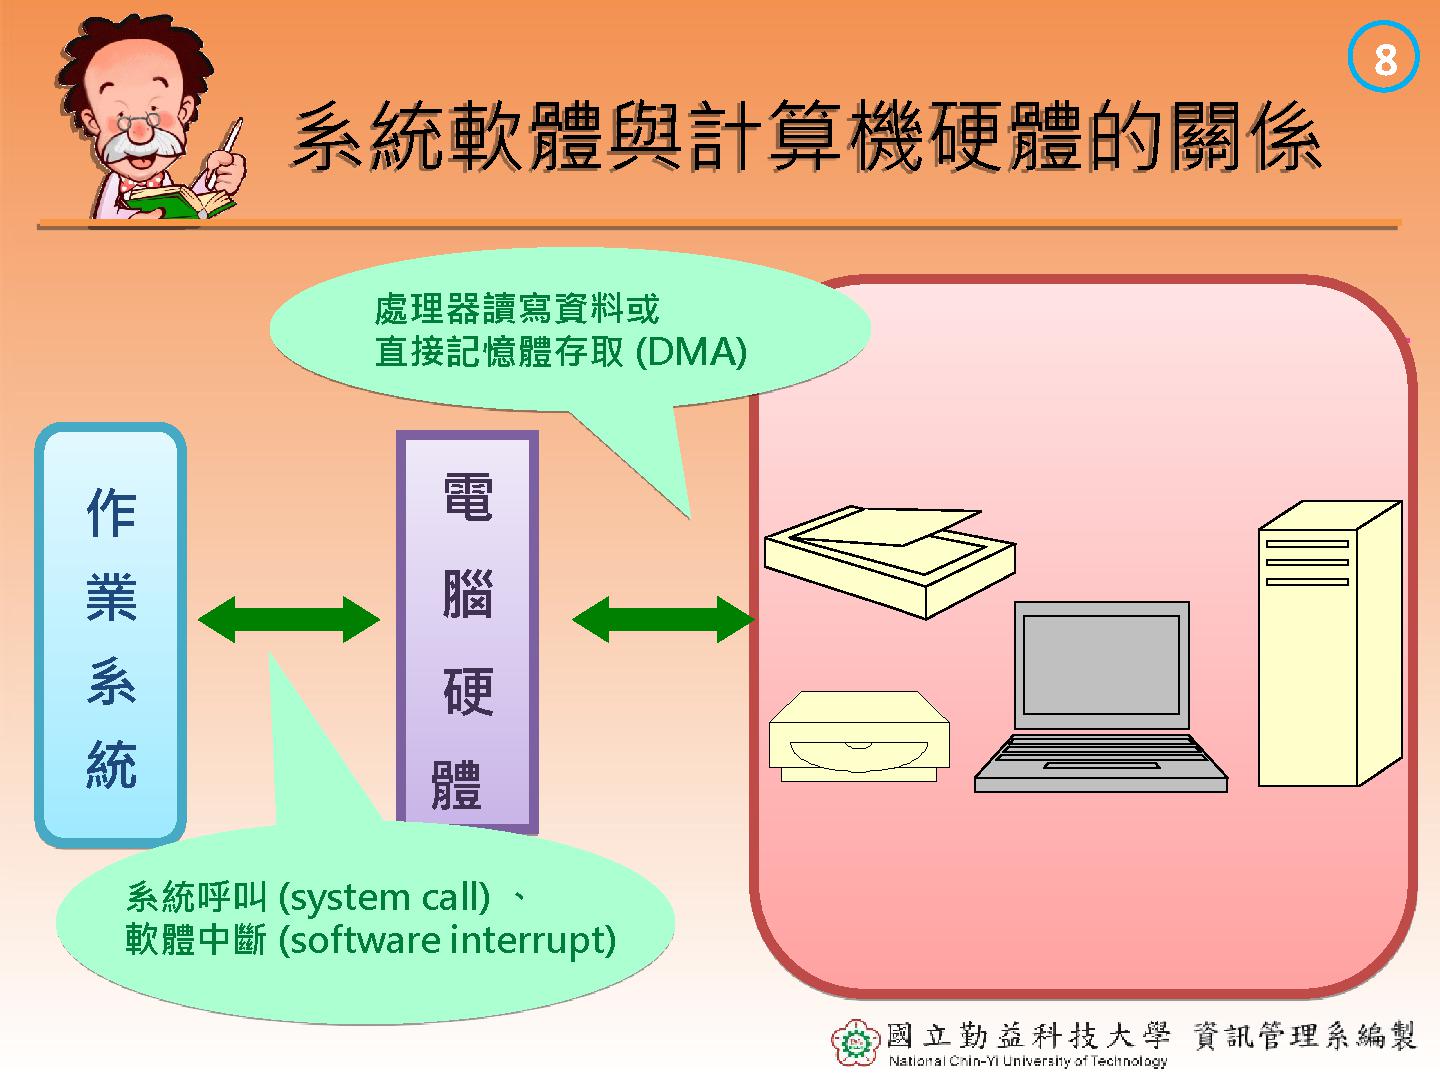 8
系統軟體與計算機硬體的關係
處理器讀寫資料或
直接記憶體存取 (DMA)
作
業
系
統
電
腦
硬
體
系統呼叫 (system call) 、
軟體中斷 (software interrupt)
國立勤益科技大學 資訊管理系編製
National Chin-Yi University of Technology